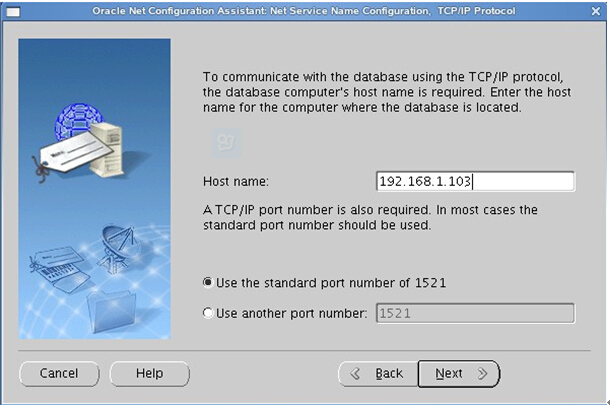 Oracle Net Configuration Assistant: Net Service Name Configuration, TCP/IP Protocol
To communicate with the database using the TCP/IP protocol,
the database computer's host name is required. Enter the host
name for the computer where the database is located.
Host name: 192.168.1.103
A TCP/IP port number is also required. In most cases the
standard port number should be used.
Use the standard port number of 1521
Use another port number: 1521
Cancel Help Back Next